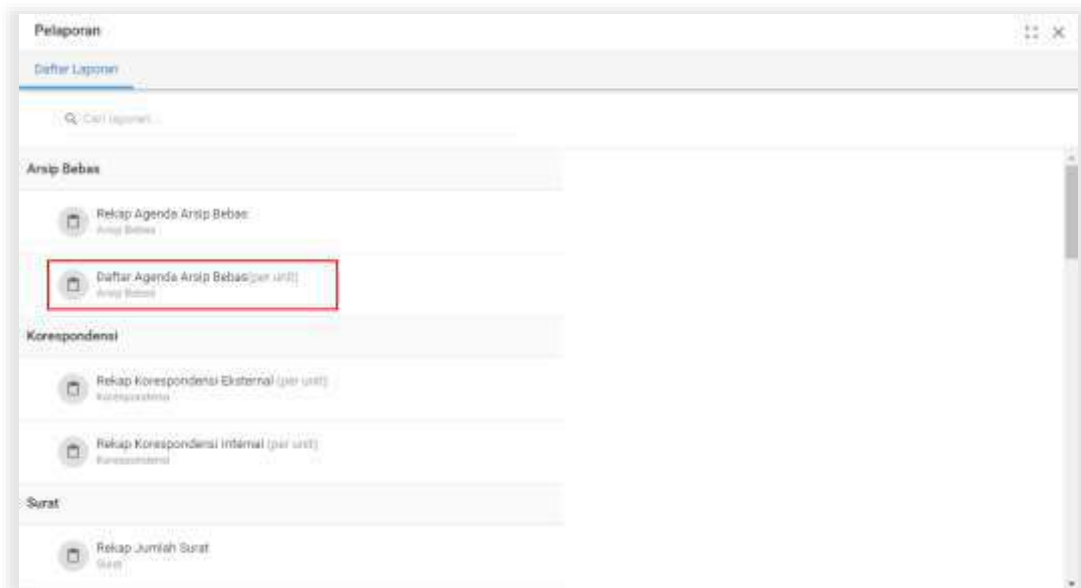 Pelaporan
Daftar Laporan
Cari laporan...
Arsip Bebas
Rekap Agenda Arsip Bebas
Arsip Bebas
Daftar Agenda Arsip Bebas(per unit)
Arsip Bebas
Korespondensi
Rekap Korespondensi Eksternal (per unit)
Korespondensi
Rekap Korespondensi Internal (per unit)
Korespondensi
Surat
Rekap Jumlah Surat
Surat